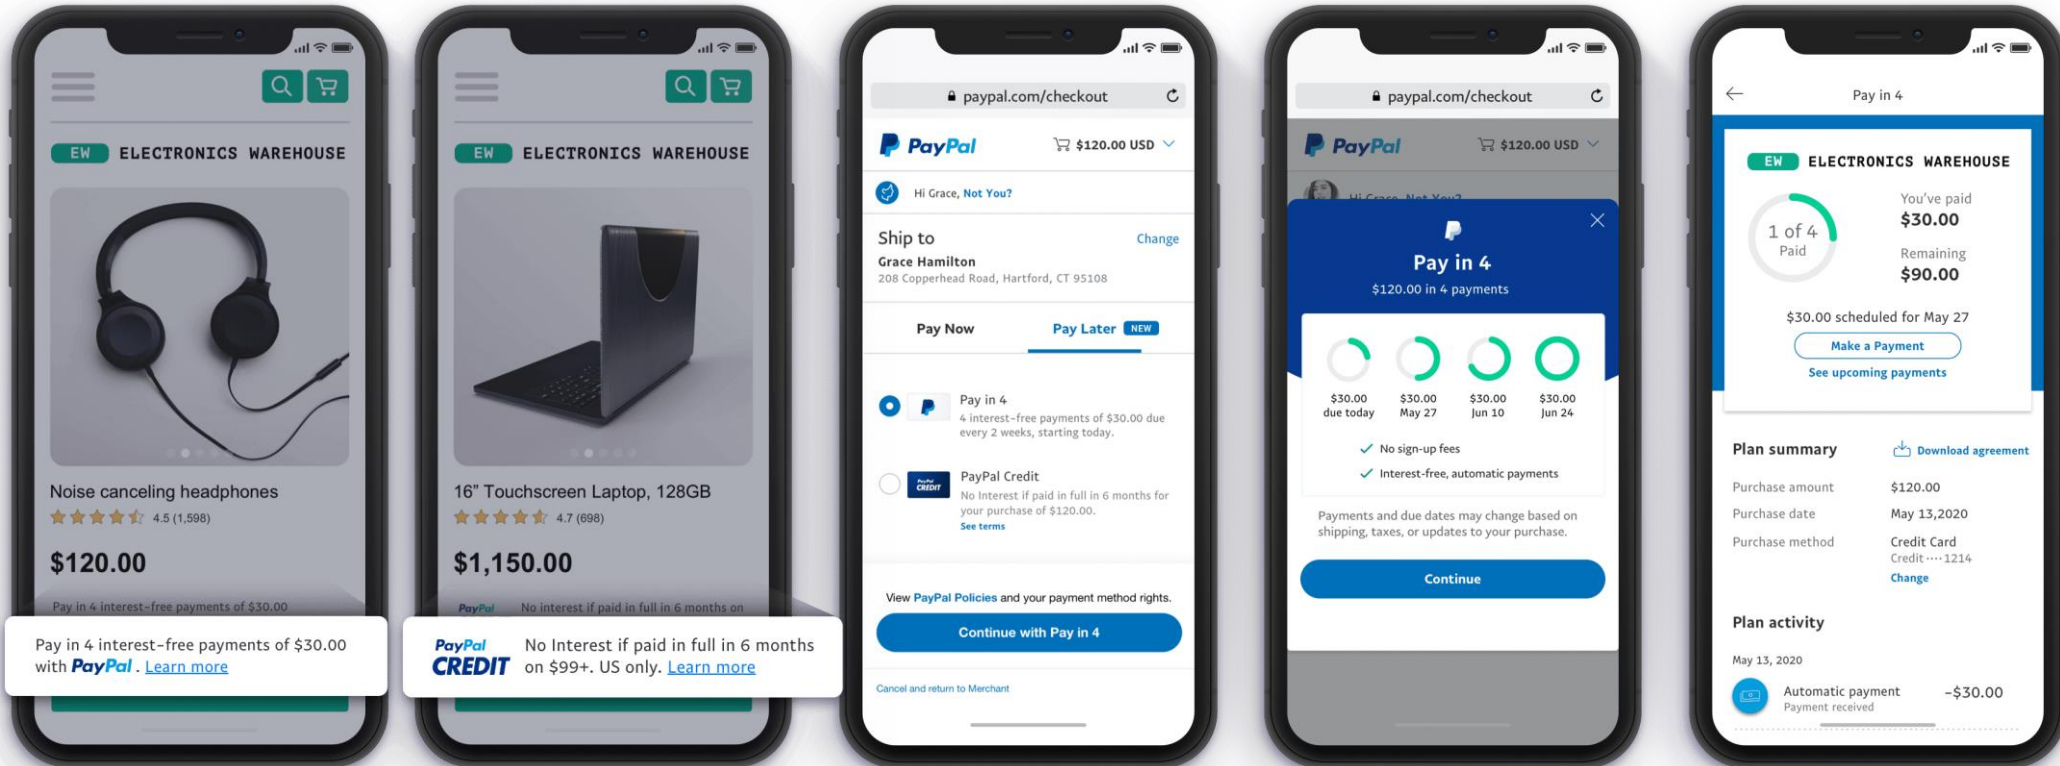 EW ELECTRONICS WAREHOUSE
Noise canceling headphones
4.5 (1,598)
$120.00
Pay in 4 interest-free payments of $30.00
Pay in 4 interest-free payments of $30.00
with PayPal. Learn more
EW ELECTRONICS WAREHOUSE
16" Touchscreen Laptop, 128GB
4.7 (698)
$1,150.00
PayPal No interest if paid in full in 6 months on
PayPal CREDIT
No Interest if paid in full in 6 months
on $99+. US only. Learn more
paypal.com/checkout
PayPal $120.00 USD
Hi Grace, Not You?
Ship to Change
Grace Hamilton
208 Copperhead Road, Hartford, CT 95108
Pay Now Pay Later NEW
Pay in 4
4 interest-free payments of $30.00 due
every 2 weeks, starting today.
PayPal CREDIT
PayPal Credit
No Interest if paid in full in 6 months for
your purchase of $120.00.
See terms
View PayPal Policies and your payment method rights.
Continue with Pay in 4
Cancel and return to Merchant
paypal.com/checkout
PayPal $120.00 USD
Hi Grace, Not You?
Pay in 4
$120.00 in 4 payments
$30.00 $30.00 $30.00 $30.00
due today May 27 Jun 10 Jun 24
No sign-up fees
Interest-free, automatic payments
Payments and due dates may change based on
shipping, taxes, or updates to your purchase.
Continue
Pay in 4
EW ELECTRONICS WAREHOUSE
1 of 4
Paid
You've paid
$30.00
Remaining
$90.00
$30.00 scheduled for May 27
Make a Payment
See upcoming payments
Plan summary Download agreement
Purchase amount $120.00
Purchase date May 13,2020
Purchase method Credit Card
Credit ····1214
Change
Plan activity
May 13, 2020
Automatic payment -$30.00
Payment received